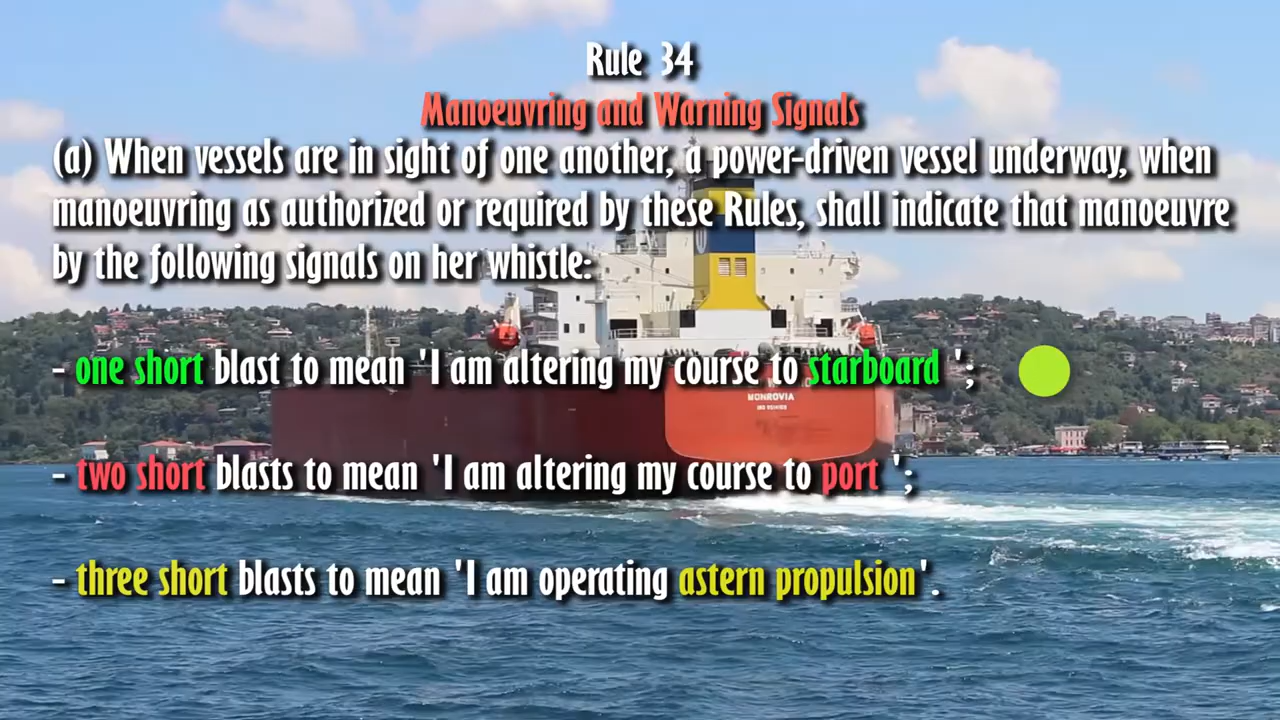 Rule 34
Manoeuvring and Warning Signals
(a) When vessels are in sight of one another, a power-driven vessel underway, when
manoeuvring as authorized or required by these Rules, shall indicate that manoeuvre
by the following signals on her whistle:
- one short blast to mean 'I am altering my course to starboard ';
MONROVIA
- two short blasts to mean 'I am altering my course to port ';
- three short blasts to mean 'I am operating astern propulsion'.